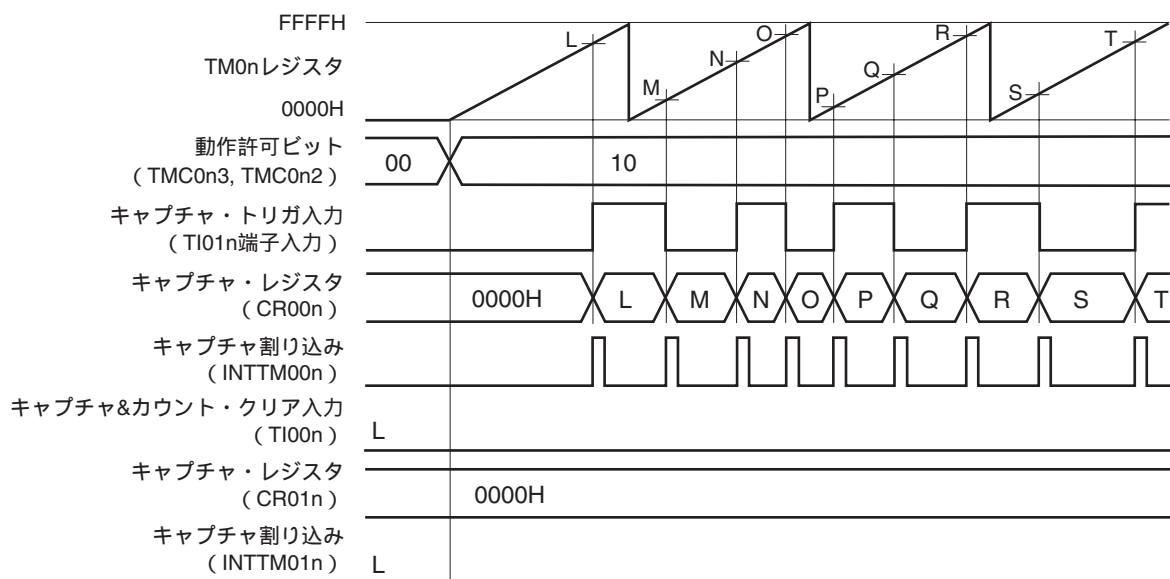 FFFFH
TM0nレジスタ
0000H
L
M
N
O
P
Q
R
S
T
動作許可ビット
（TMC0n3, TMC0n2）
00
10
キャプチャ・トリガ入力
（TI01n端子入力）
キャプチャ・レジスタ
（CR00n）
0000H
L
M
N
O
P
Q
R
S
T
キャプチャ割り込み
（INTTM00n）
キャプチャ&カウント・クリア入力
（TI00n）
L
キャプチャ・レジスタ
（CR01n）
0000H
キャプチャ割り込み
（INTTM01n）
L